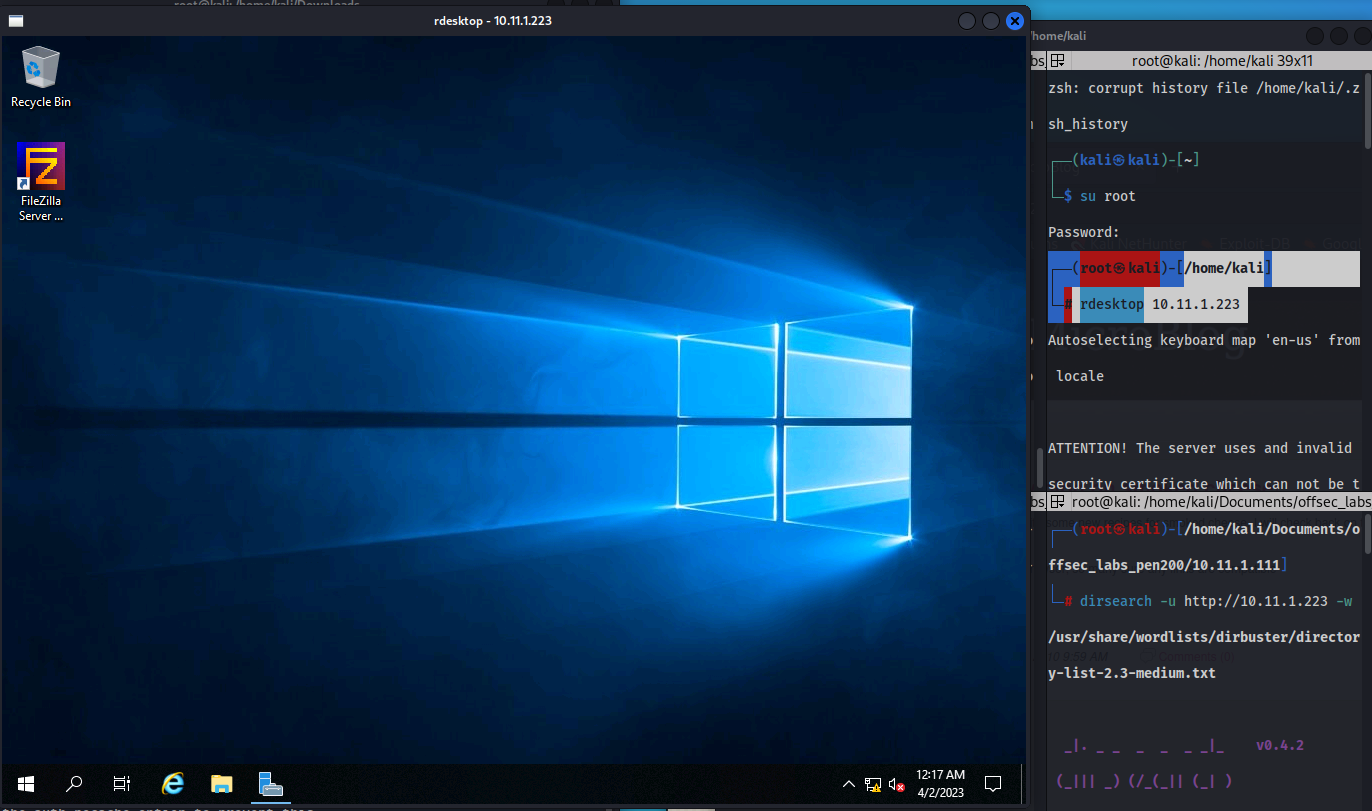 root@kali: /home/kali/Downloads
rdesktop - 10.11.1.223
Recycle Bin
FileZilla
Server ...
12:17 AM
4/2/2023
/home/kali
bs
root@kali: /home/kali 39x11
zsh: corrupt history file /home/kali/.z
sh_history
(kali㉿kali)-[~]
$ su root
Password:
(root㉿kali)-[/home/kali]
# rdesktop 10.11.1.223
Autoselecting keyboard map 'en-us' from
locale
ATTENTION! The server uses and invalid
security certificate which can not be t
bs
root@kali: /home/kali/Documents/offsec_labs
(root㉿kali)-[/home/kali/Documents/o
ffsec_labs_pen200/10.11.1.111]
# dirsearch -u http://10.11.1.223 -w
/usr/share/wordlists/dirbuster/director
y-list-2.3-medium.txt
_|. _ _  _  _  _ _|_    v0.4.2
(_||| _) (/_(_|| (_| )